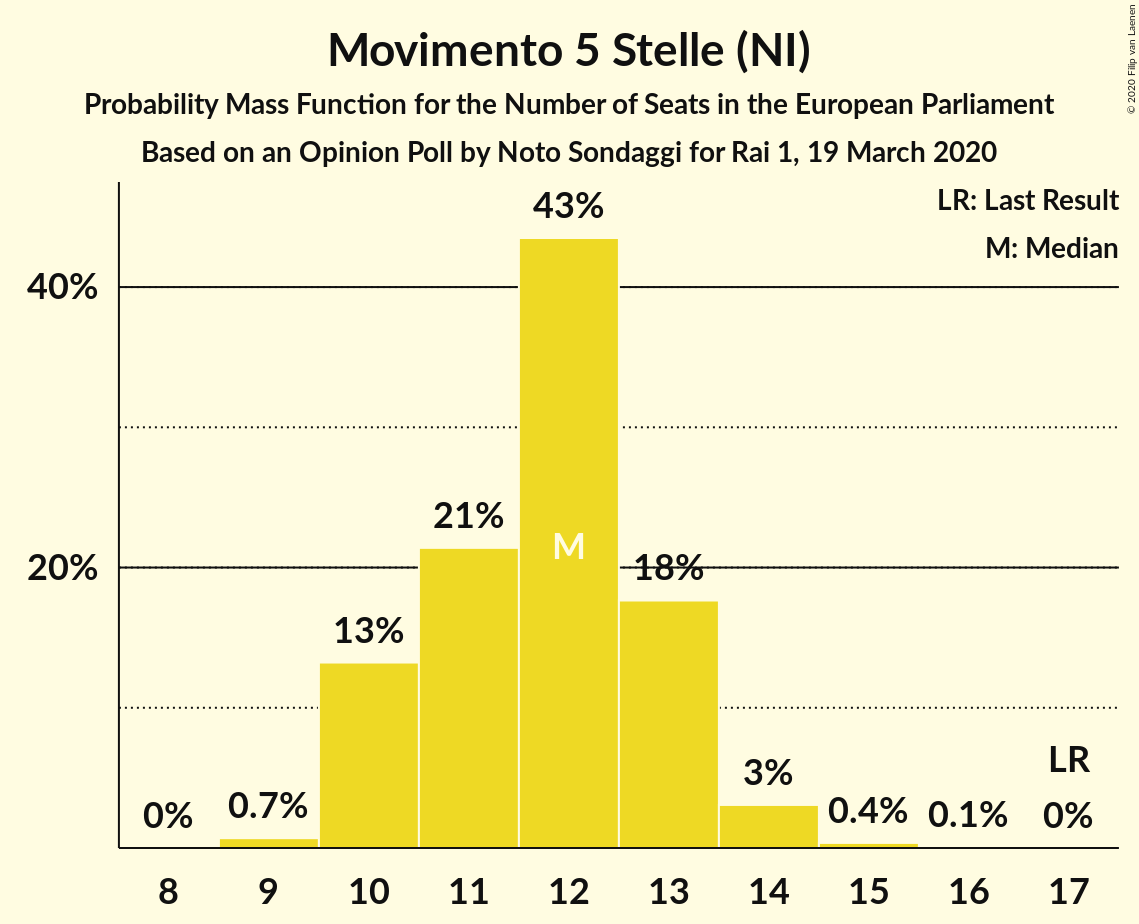 Movimento 5 Stelle (NI)
Probability Mass Function for the Number of Seats in the European Parliament
Based on an Opinion Poll by Noto Sondaggi for Rai 1, 19 March 2020
© 2020 Filip van Laenen
LR: Last Result
M: Median
43%
40%
21%
M
20%
18%
13%
3%
LR
0%
0.7%
0.4%
0.1%
0%
8 9 10 11 12 13 14 15 16 17